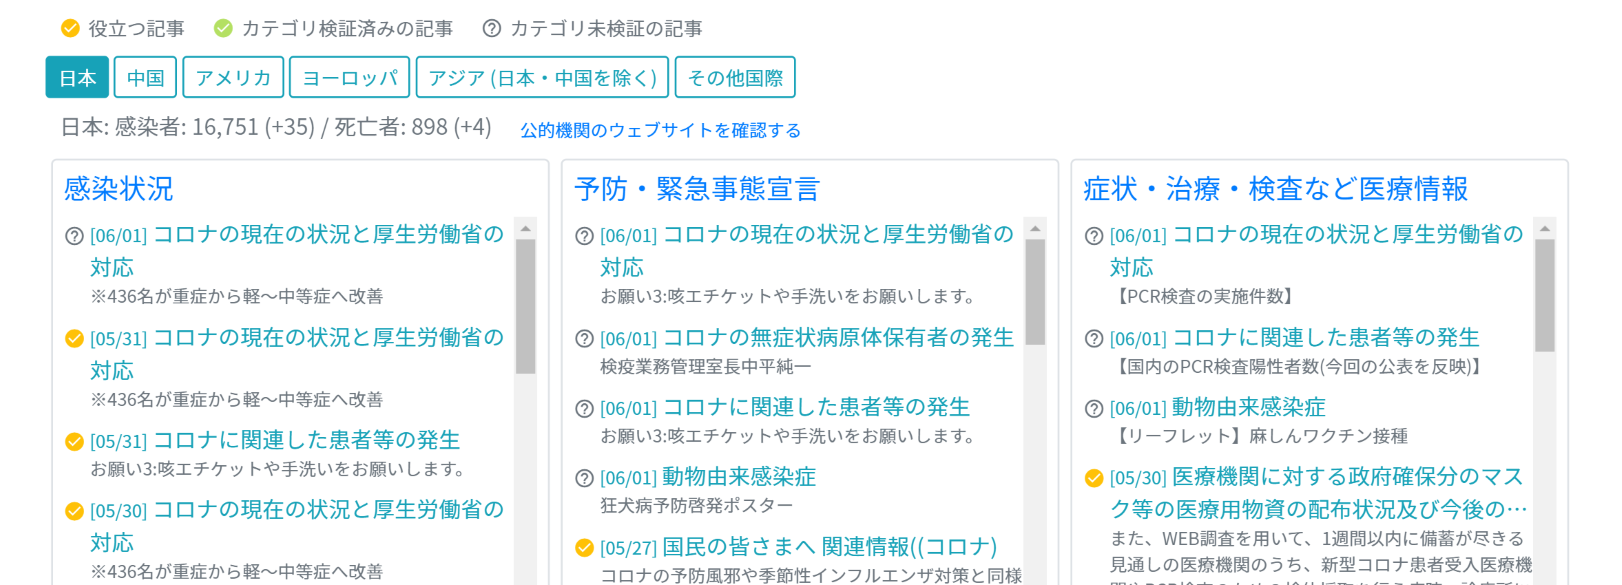 役立つ記事 カテゴリ検証済みの記事 カテゴリ未検証の記事
日本 中国 アメリカ ヨーロッパ アジア (日本・中国を除く) その他国際
日本: 感染者: 16,751 (+35) / 死亡者: 898 (+4) 公的機関のウェブサイトを確認する
感染状況
[06/01] コロナの現在の状況と厚生労働省の
対応
※436名が重症から軽～中等症へ改善
[05/31] コロナの現在の状況と厚生労働省の
対応
※436名が重症から軽～中等症へ改善
[05/31] コロナに関連した患者等の発生
お願い3:咳エチケットや手洗いをお願いします。
[05/30] コロナの現在の状況と厚生労働省の
対応
※436名が重症から軽～中等症へ改善
予防・緊急事態宣言
[06/01] コロナの現在の状況と厚生労働省の
対応
お願い3:咳エチケットや手洗いをお願いします。
[06/01] コロナの無症状病原体保有者の発生
検疫業務管理室長中平純一
[06/01] コロナに関連した患者等の発生
お願い3:咳エチケットや手洗いをお願いします。
[06/01] 動物由来感染症
狂犬病予防啓発ポスター
[05/27] 国民の皆さまへ 関連情報((コロナ)
コロナの予防風邪や季節性インフルエンザ対策と同様
症状・治療・検査など医療情報
[06/01] コロナの現在の状況と厚生労働省の
対応
【PCR検査の実施件数】
[06/01] コロナに関連した患者等の発生
【国内のPCR検査陽性者数(今回の公表を反映)】
[06/01] 動物由来感染症
【リーフレット】麻しんワクチン接種
[05/30] 医療機関に対する政府確保分のマス
ク等の医療用物資の配布状況及び今後の…
また、WEB調査を用いて、1週間以内に備蓄が尽きる
見通しの医療機関のうち、新型コロナ患者受入医療機